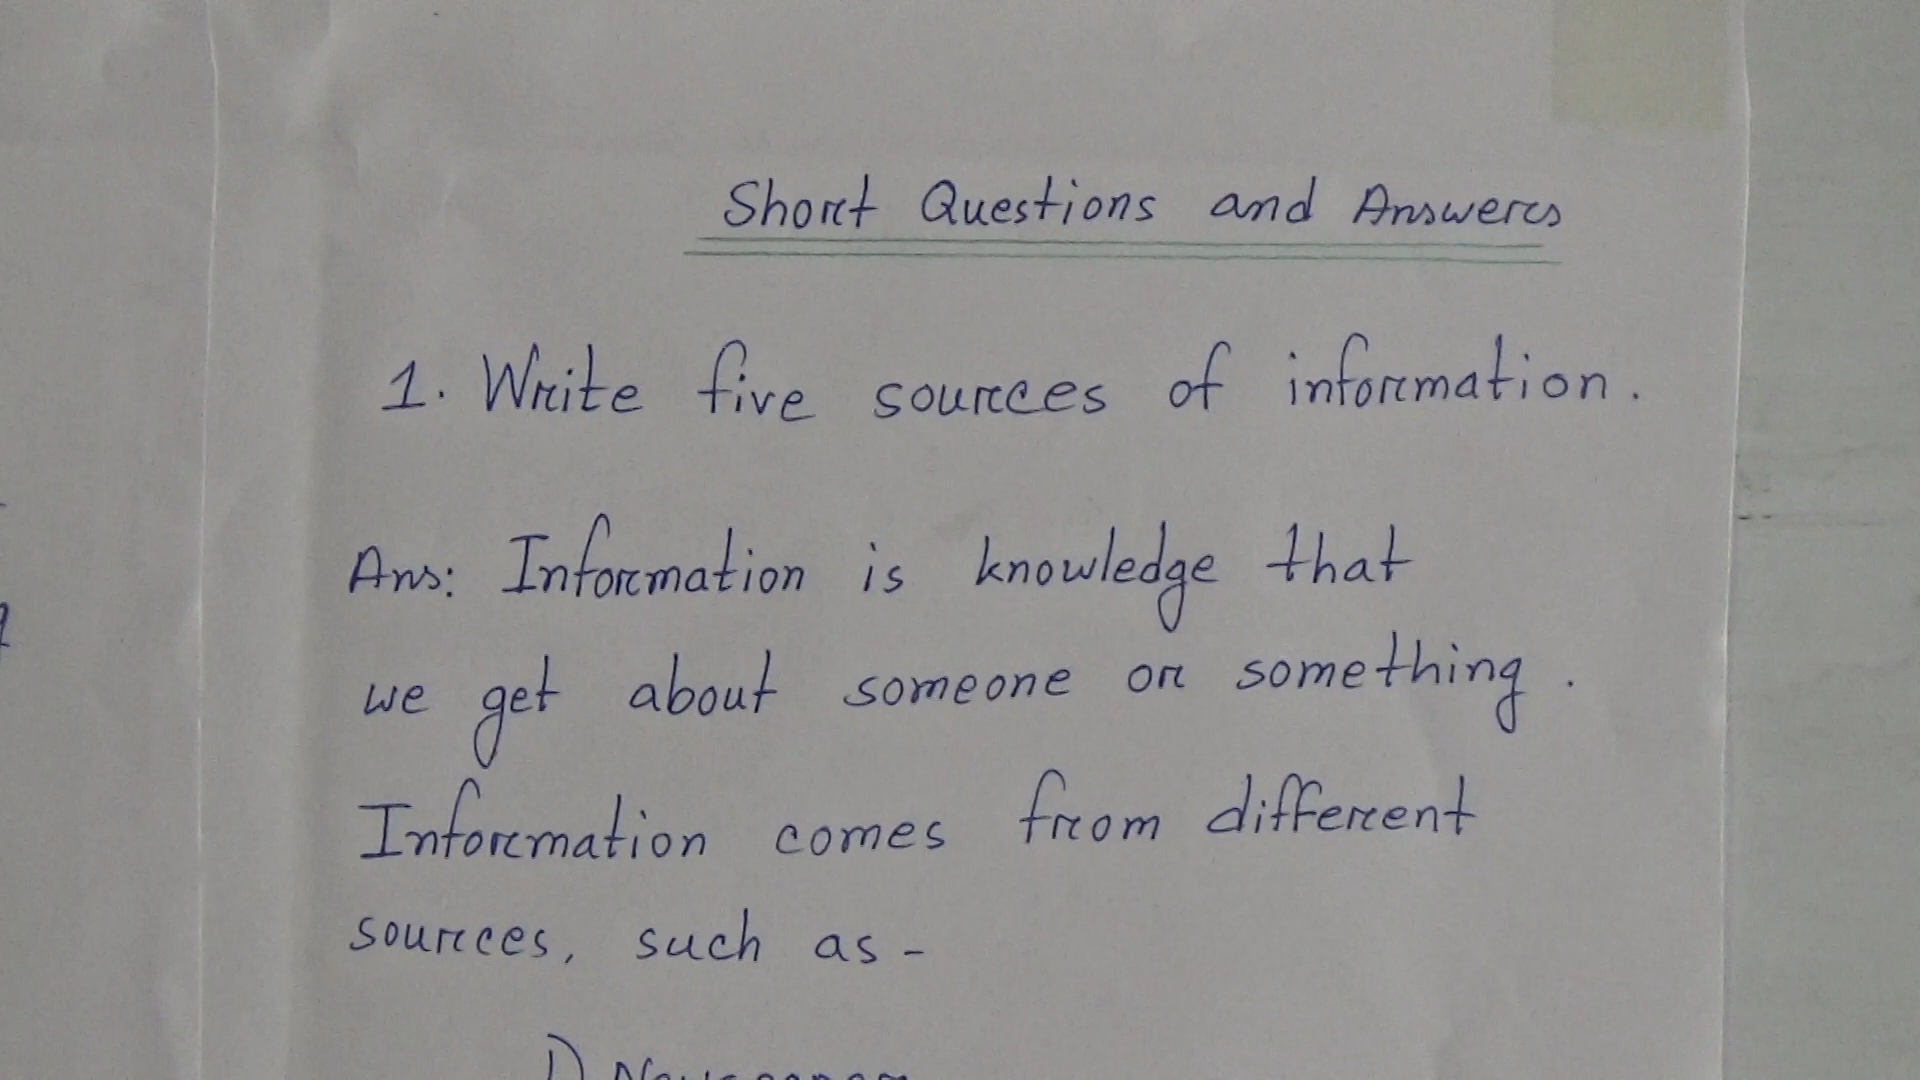 Short Questions and Answers
1. Write five sources of information.
Ans: Information is knowledge that
we get about someone or something.
Information comes from different
sources, such as -
1)